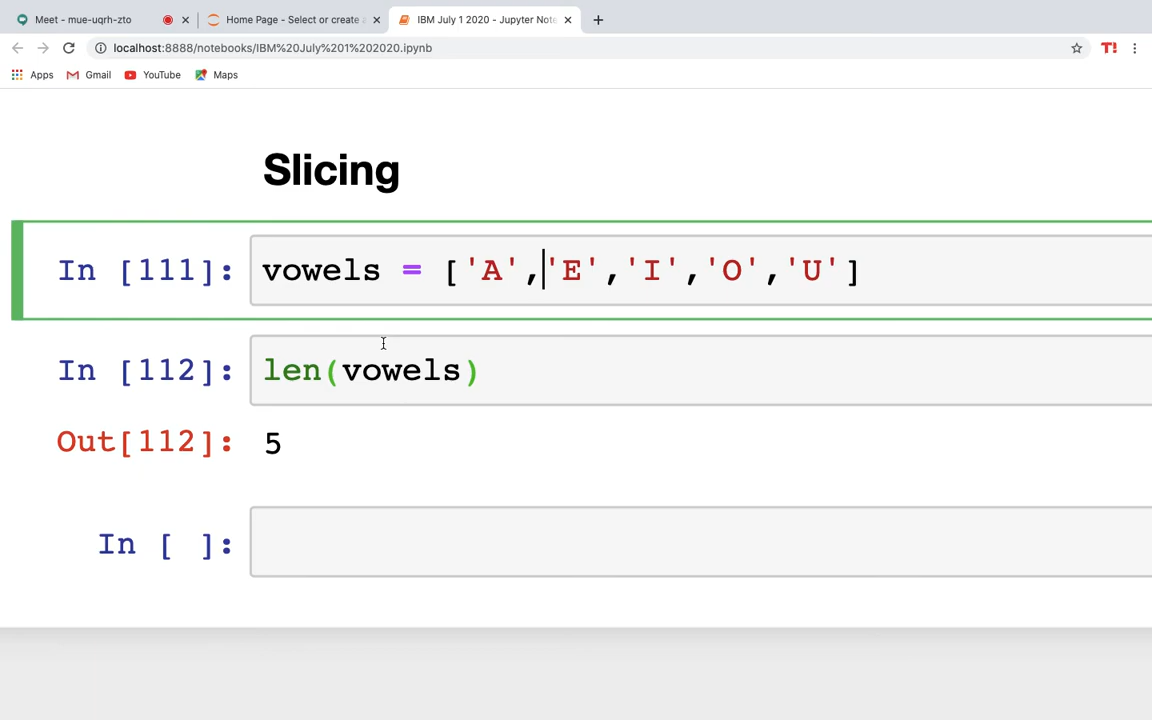 Meet - mue-uqrh-zto
Home Page - Select or create a
IBM July 1 2020 - Jupyter Note
localhost:8888/notebooks/IBM%20July%201%202020.ipynb
T!
Apps Gmail YouTube Maps
Slicing
In [111]: vowels = ['A','E','I','O','U']
In [112]: len(vowels)
Out[112]: 5
In [ ]: